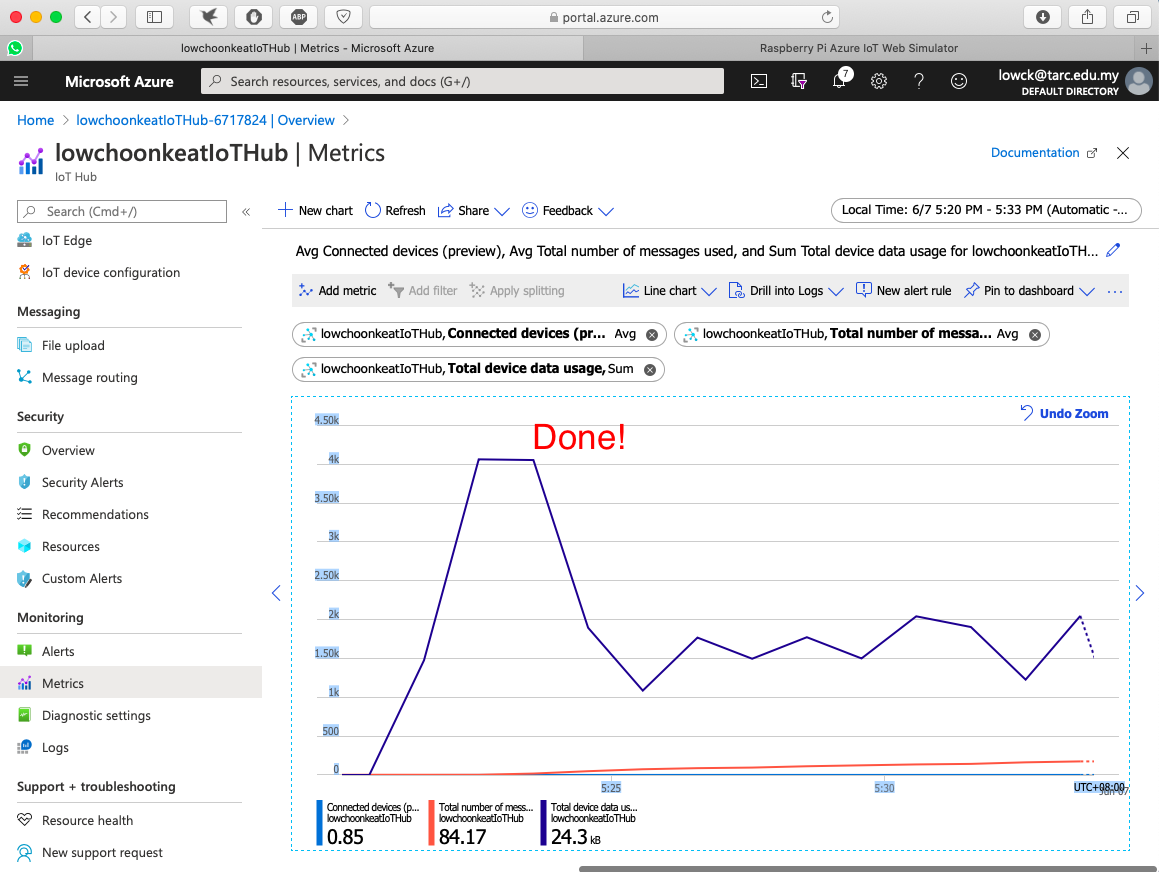 portal.azure.com
lowchoonkeatIoTHub | Metrics - Microsoft Azure
Raspberry Pi Azure IoT Web Simulator
Microsoft Azure
Search resources, services, and docs (G+/)
7
lowck@tarc.edu.my
DEFAULT DIRECTORY
Home > lowchoonkeatIoTHub-6717824 | Overview >
lowchoonkeatIoTHub | Metrics
IoT Hub
Documentation
Search (Cmd+/)
«
IoT Edge
IoT device configuration
Messaging
File upload
Message routing
Security
Overview
Security Alerts
Recommendations
Resources
Custom Alerts
Monitoring
Alerts
Metrics
Diagnostic settings
Logs
Support + troubleshooting
Resource health
New support request
New chart
Refresh
Share
Feedback
Local Time: 6/7 5:20 PM - 5:33 PM (Automatic -...
Avg Connected devices (preview), Avg Total number of messages used, and Sum Total device data usage for lowchoonkeatIoTH...
Add metric
Add filter
Apply splitting
Line chart
Drill into Logs
New alert rule
Pin to dashboard
...
lowchoonkeatIoTHub, Connected devices (pr... Avg
lowchoonkeatIoTHub, Total number of messa... Avg
lowchoonkeatIoTHub, Total device data usage, Sum
Undo Zoom
Done!
4.50k
4k
3.50k
3k
2.50k
2k
1.50k
1k
500
0
5:25
5:30
UTC+08:00
Jun 07
Connected devices (p...
lowchoonkeatIoTHub
0.85
Total number of mess...
lowchoonkeatIoTHub
84.17
Total device data us...
lowchoonkeatIoTHub
24.3 kB
ABP